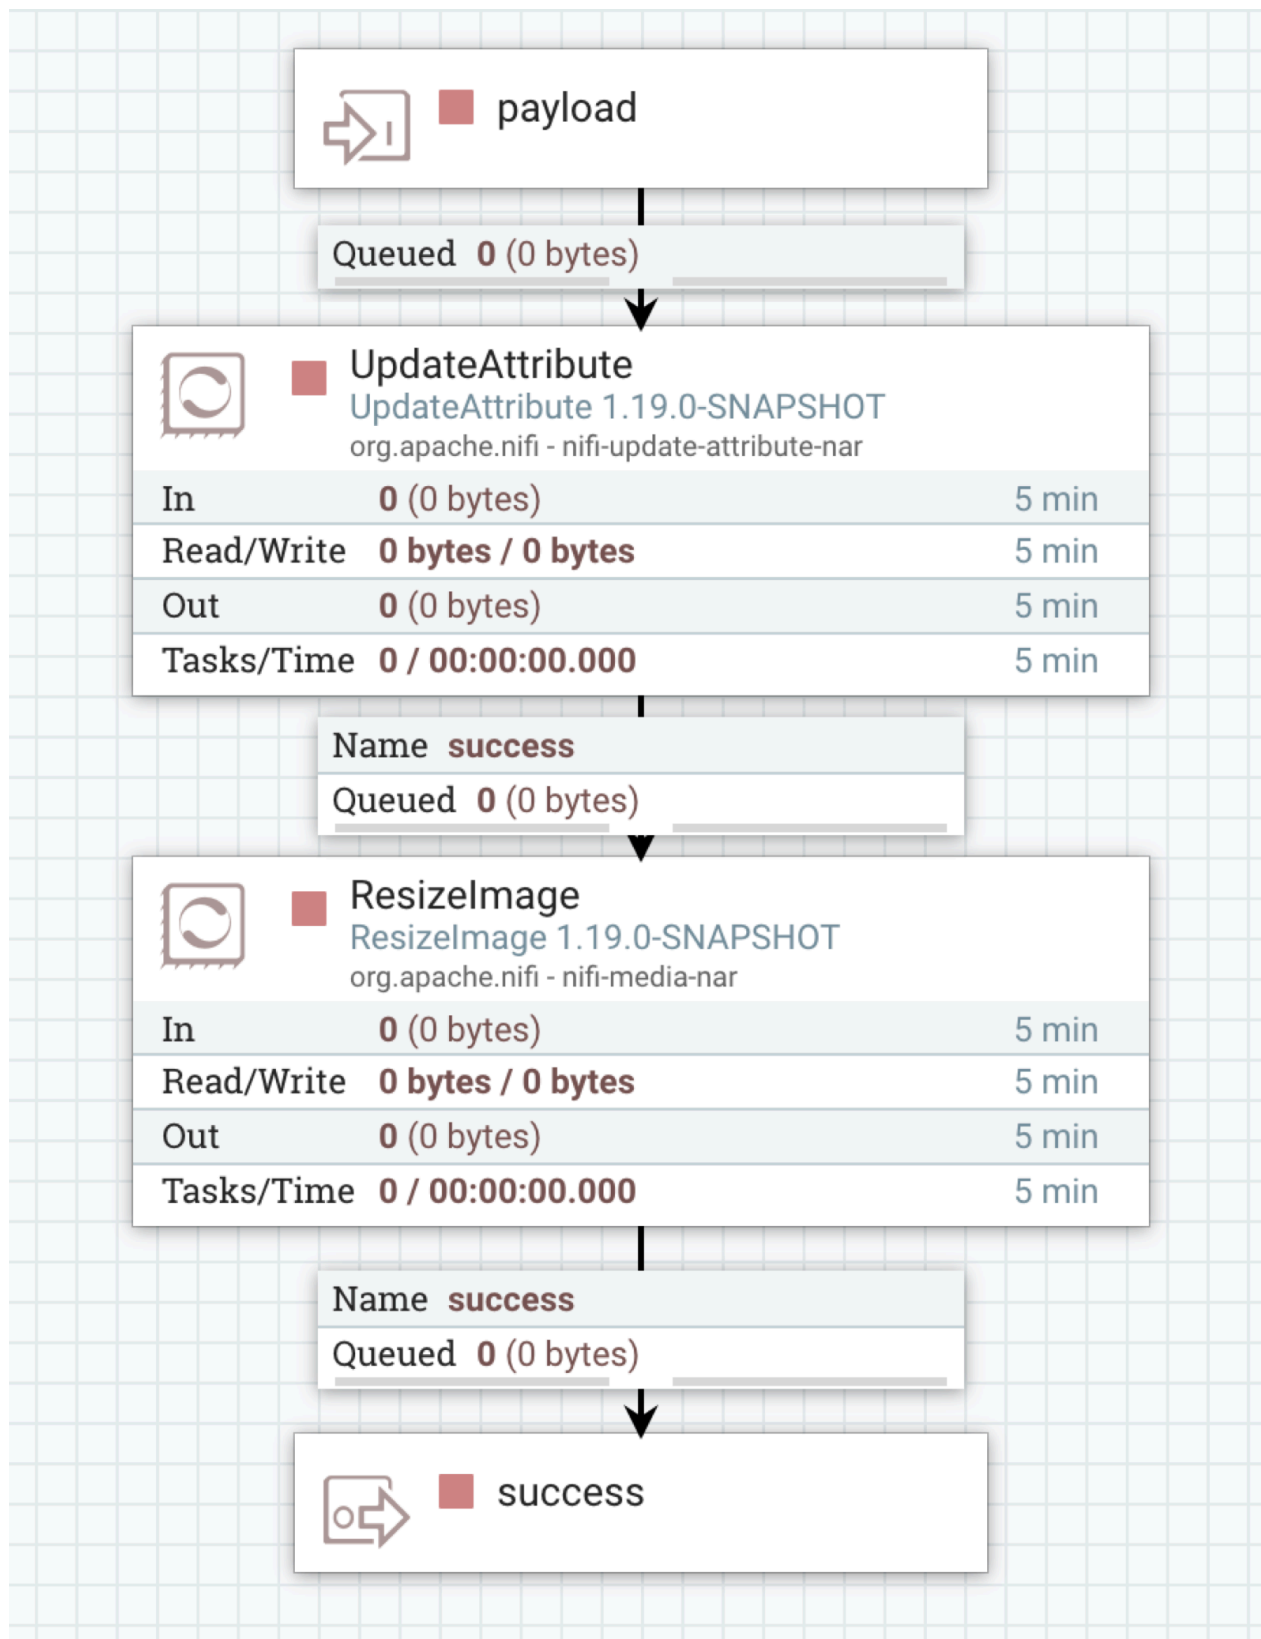 payload
Queued 0 (0 bytes)
UpdateAttribute
UpdateAttribute 1.19.0-SNAPSHOT
org.apache.nifi - nifi-update-attribute-nar
In 0 (0 bytes) 5 min
Read/Write 0 bytes / 0 bytes 5 min
Out 0 (0 bytes) 5 min
Tasks/Time 0 / 00:00:00.000 5 min
Name success
Queued 0 (0 bytes)
ResizeImage
ResizeImage 1.19.0-SNAPSHOT
org.apache.nifi - nifi-media-nar
In 0 (0 bytes) 5 min
Read/Write 0 bytes / 0 bytes 5 min
Out 0 (0 bytes) 5 min
Tasks/Time 0 / 00:00:00.000 5 min
Name success
Queued 0 (0 bytes)
success